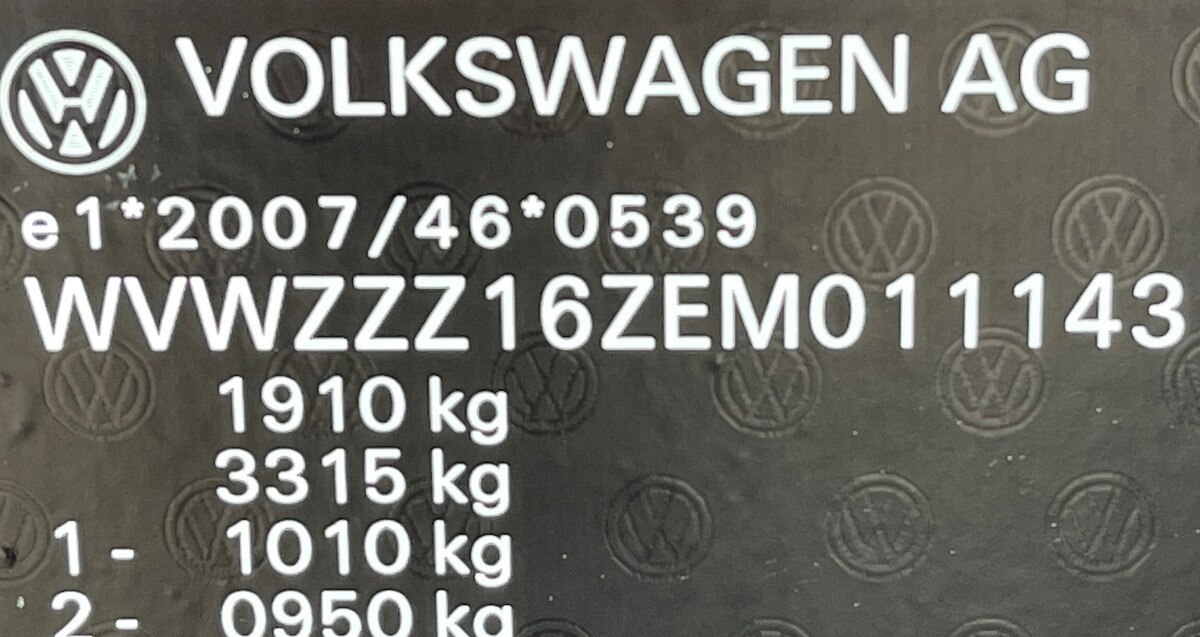 VOLKSWAGEN AG
e1*2007/46*0539
WVWZZZ16ZEM011143
1910 kg
3315 kg
1- 1010 kg
2- 0950 kg